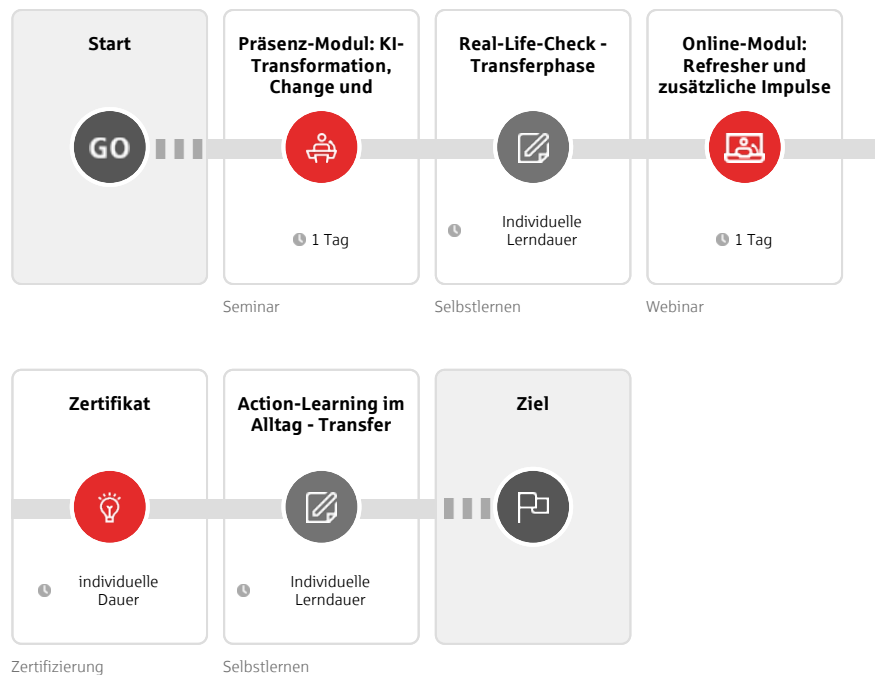 Start
Präsenz-Modul: KI-
Transformation,
Change und
Real-Life-Check -
Transferphase
Online-Modul:
Refresher und
zusätzliche Impulse
GO
1 Tag
Individuelle
Lerndauer
1 Tag
Seminar
Selbstlernen
Webinar
Zertifikat
Action-Learning im
Alltag - Transfer
Ziel
individuelle
Dauer
Individuelle
Lerndauer
Zertifizierung
Selbstlernen